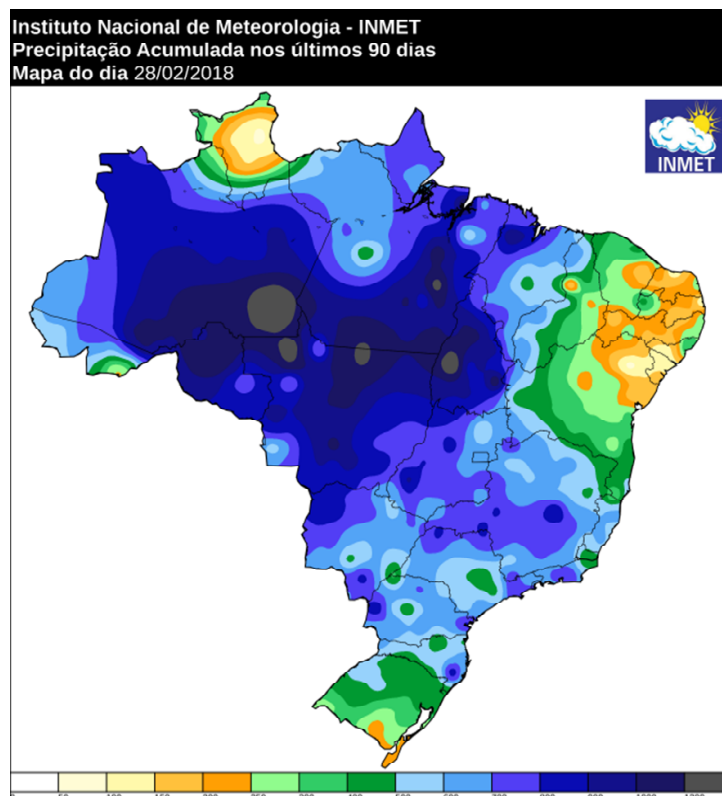 Instituto Nacional de Meteorologia - INMET
Precipitação Acumulada nos últimos 90 dias
Mapa do dia 28/02/2018
INMET